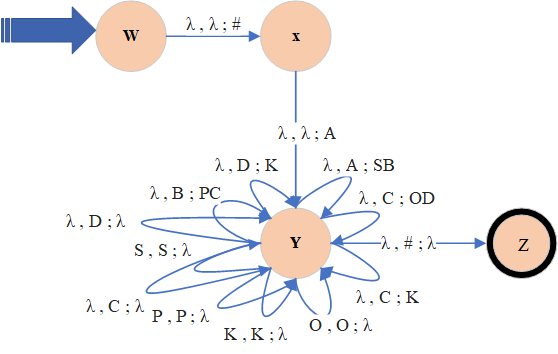 W
λ , λ ; #
x
λ , λ ; A
λ , D ; K
λ , A ; SB
λ , B ; PC
λ , C ; OD
λ , D ; λ
S , S ; λ
Y
λ , # ; λ
Z
λ , C ; λ
P , P ; λ
K , K ; λ
O , O ; λ
λ , C ; K